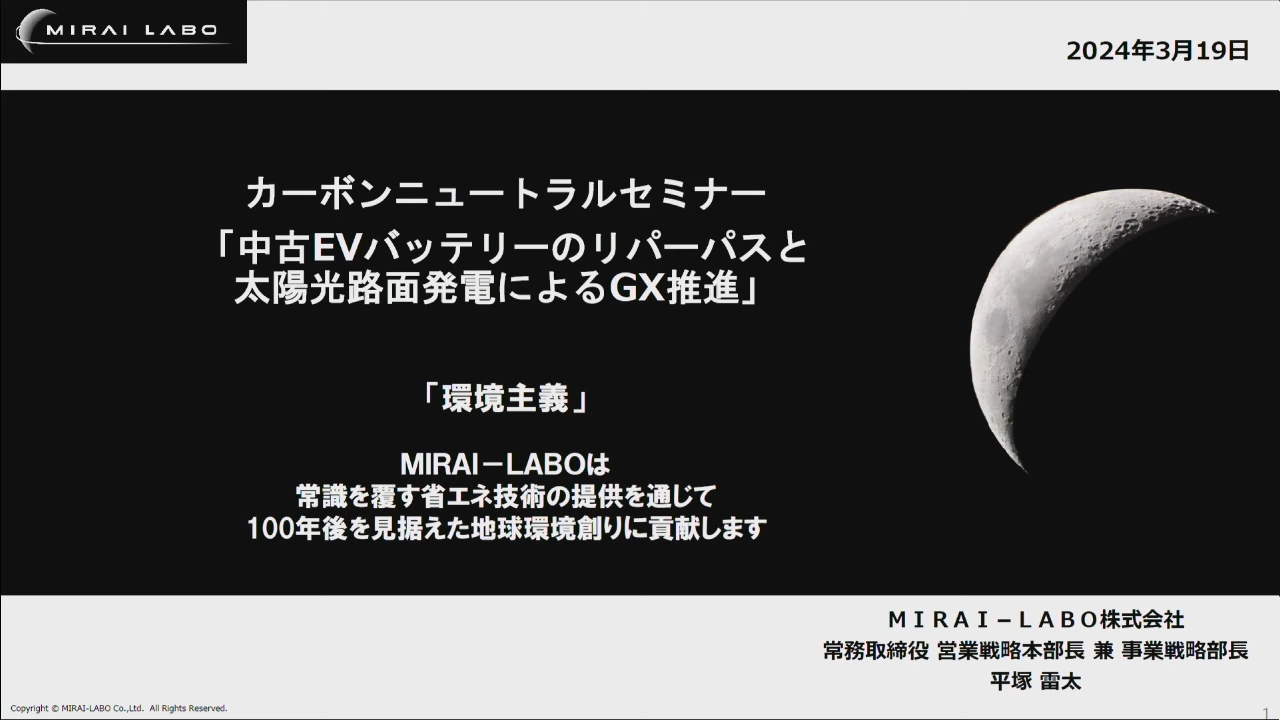 MIRAI LABO
2024年3月19日
カーボンニュートラルセミナー
「中古EVバッテリーのリパーパスと
太陽光路面発電によるGX推進」
「環境主義」
MIRAI－LABOは
常識を覆す省エネ技術の提供を通じて
100年後を見据えた地球環境創りに貢献します
ＭＩＲＡＩ－ＬＡＢＯ株式会社
常務取締役 営業戦略本部長 兼 事業戦略部長
平塚 雷太
Copyright © MIRAI-LABO Co.,Ltd. All Rights Reserved.
1